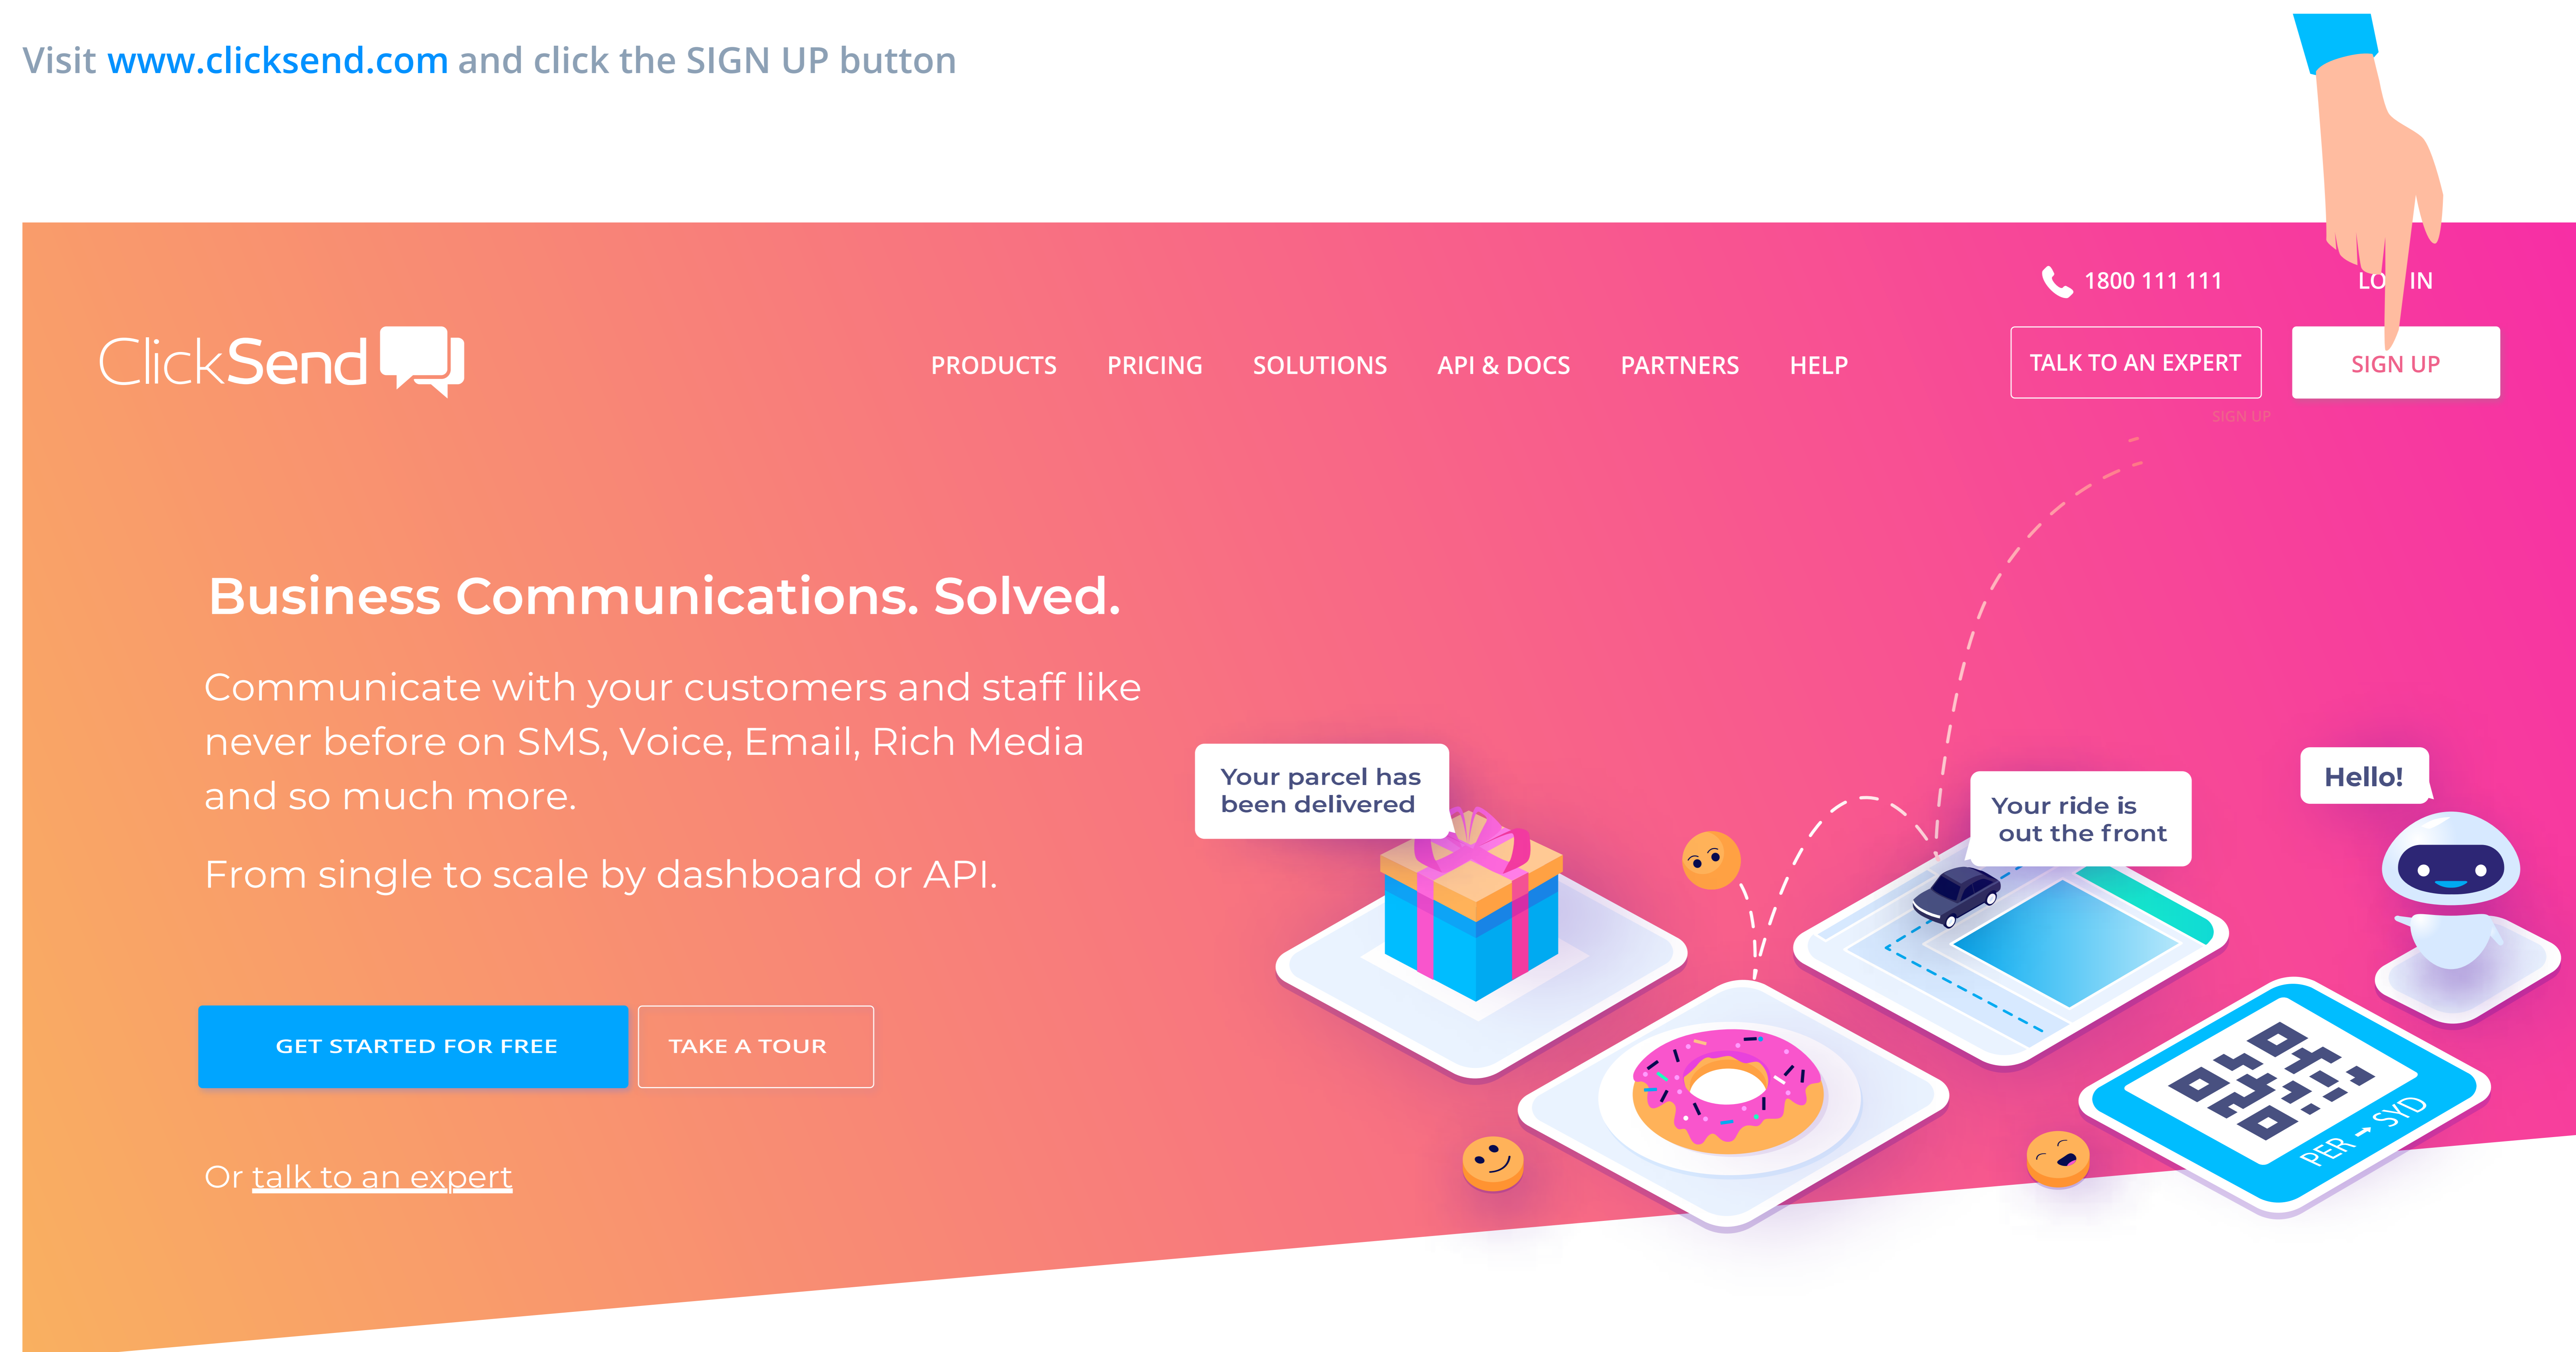 Visit www.clicksend.com and click the SIGN UP button
1800 111 111
LO IN
ClickSend
PRODUCTS PRICING SOLUTIONS API & DOCS PARTNERS HELP
TALK TO AN EXPERT
SIGN UP
SIGN UP
Business Communications. Solved.
Communicate with your customers and staff like
never before on SMS, Voice, Email, Rich Media
and so much more.
From single to scale by dashboard or API.
GET STARTED FOR FREE
TAKE A TOUR
Or talk to an expert
Your parcel has
been delivered
Your ride is
out the front
Hello!
PER → SYD